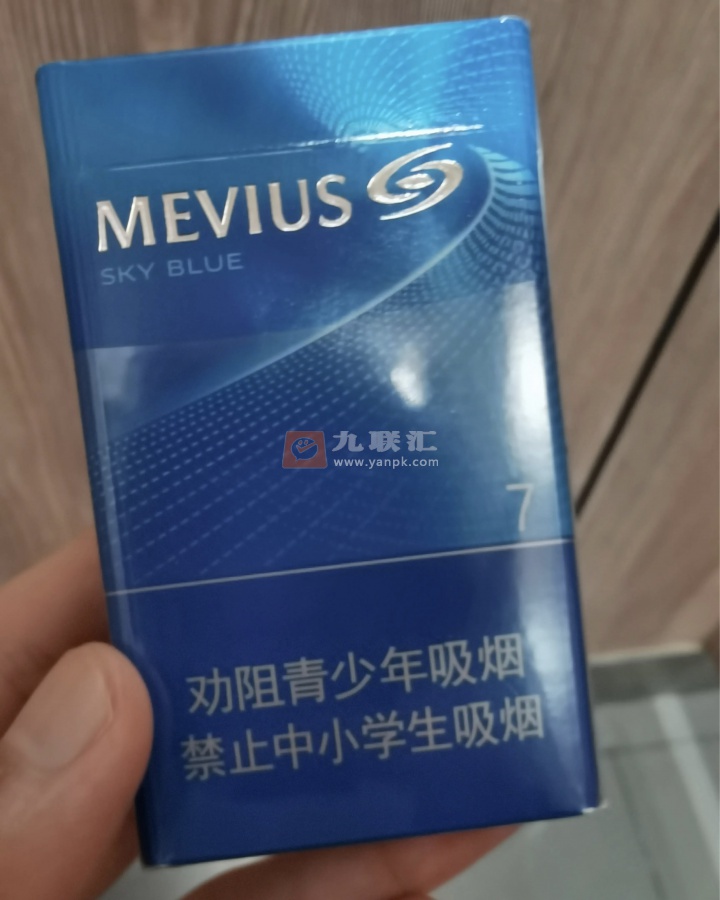 MEVIUS
SKY BLUE
九联汇
www.yanpk.com
7
劝阻青少年吸烟
禁止中小学生吸烟